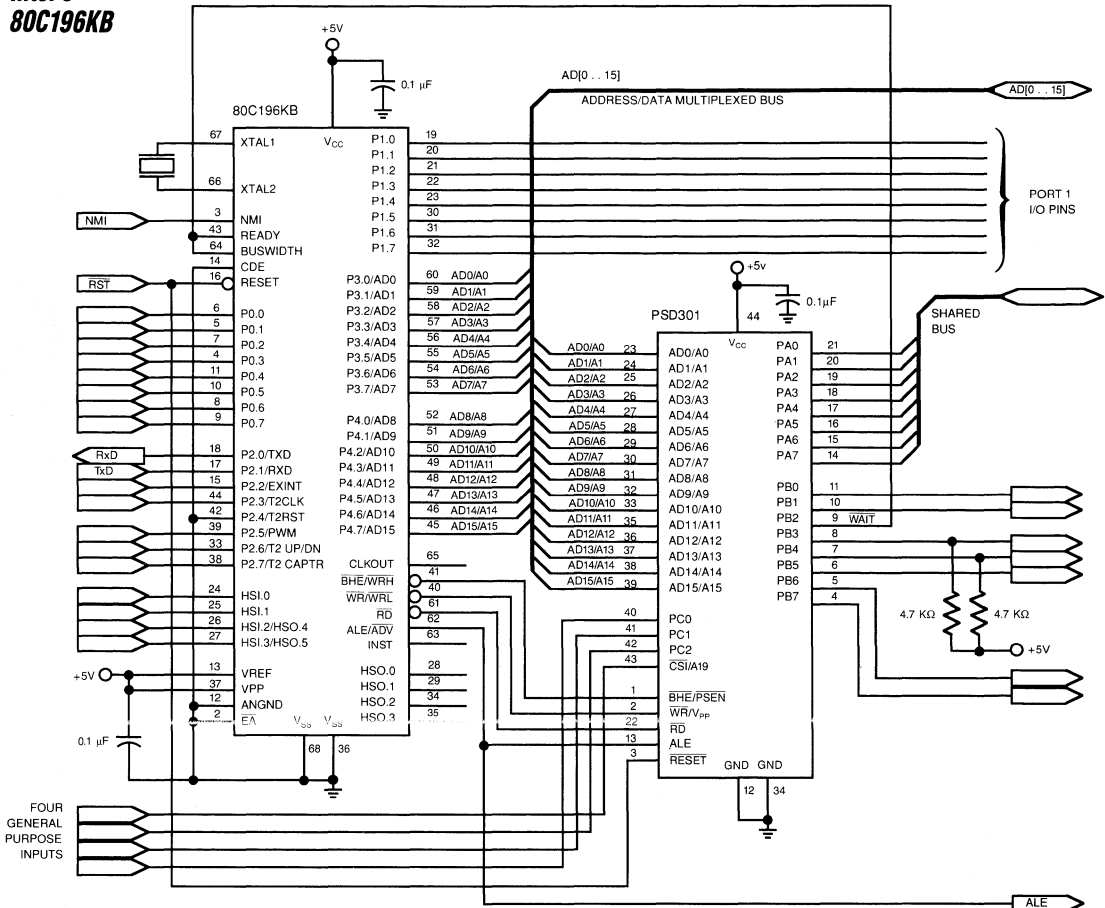 80C196KB
+5V
0.1 µF
AD[0 . . 15]
ADDRESS/DATA MULTIPLEXED BUS
AD[0 . . 15]
80C196KB
67 XTAL1
VCC
66 XTAL2
3 NMI
NMI
43 READY
64 BUSWIDTH
14 CDE
16 RESET
RST
6 P0.0
5 P0.1
7 P0.2
4 P0.3
11 P0.4
10 P0.5
8 P0.6
9 P0.7
RxD
18 P2.0/TXD
TxD
17 P2.1/RXD
15 P2.2/EXINT
44 P2.3/T2CLK
42 P2.4/T2RST
39 P2.5/PWM
33 P2.6/T2 UP/DN
38 P2.7/T2 CAPTR
24 HSI.0
25 HSI.1
26 HSI.2/HSO.4
27 HSI.3/HSO.5
+5V
13 VREF
37 VPP
12 ANGND
2 EA
0.1 µF
VSS VSS
68 36
P1.0 19
P1.1 20
P1.2 21
P1.3 22
P1.4 23
P1.5 30
P1.6 31
P1.7 32
PORT 1
I/O PINS
P3.0/AD0 60 AD0/A0
P3.1/AD1 59 AD1/A1
P3.2/AD2 58 AD2/A2
P3.3/AD3 57 AD3/A3
P3.4/AD4 56 AD4/A4
P3.5/AD5 55 AD5/A5
P3.6/AD6 54 AD6/A6
P3.7/AD7 53 AD7/A7
P4.0/AD8 52 AD8/A8
P4.1/AD9 51 AD9/A9
P4.2/AD10 50 AD10/A10
P4.3/AD11 49 AD11/A11
P4.4/AD12 48 AD12/A12
P4.5/AD13 47 AD13/A13
P4.6/AD14 46 AD14/A14
P4.7/AD15 45 AD15/A15
CLKOUT 65
BHE/WRH 41
WR/WRL 40
RD 61
ALE/ADV 62
INST 63
HSO.0 28
HSO.1 29
HSO.2 34
HSO.3 35
+5v
0.1µF
44
PSD301
VCC
AD0/A0 23 AD0/A0
AD1/A1 24 AD1/A1
AD2/A2 25 AD2/A2
AD3/A3 26 AD3/A3
AD4/A4 27 AD4/A4
AD5/A5 28 AD5/A5
AD6/A6 29 AD6/A6
AD7/A7 30 AD7/A7
AD8/A8 31 AD8/A8
AD9/A9 32 AD9/A9
AD10/A10 33 AD10/A10
AD11/A11 35 AD11/A11
AD12/A12 36 AD12/A12
AD13/A13 37 AD13/A13
AD14/A14 38 AD14/A14
AD15/A15 39 AD15/A15
40 PC0
41 PC1
42 PC2
43 CSI/A19
1 BHE/PSEN
2 WR/VPP
22 RD
13 ALE
3 RESET
GND GND
12 34
PA0 21
PA1 20
PA2 19
PA3 18
PA4 17
PA5 16
PA6 15
PA7 14
SHARED
BUS
PB0 11
PB1 10
PB2 9 WAIT
PB3 8
PB4 7
PB5 6
PB6 5
PB7 4
4.7 KΩ
4.7 KΩ
+5V
FOUR
GENERAL
PURPOSE
INPUTS
ALE